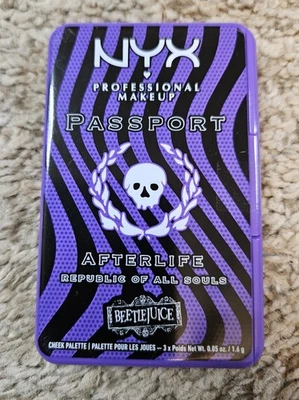 NYX
PROFESSIONAL
MAKEUP
PASSPORT
AFTERLIFE
REPUBLIC OF ALL SOULS
BEETLEJUICE
CHEEK PALETTE | PALETTE POUR LES JOUES - 3 x Poids Net Wt. 0.05 oz. / 1.6 g